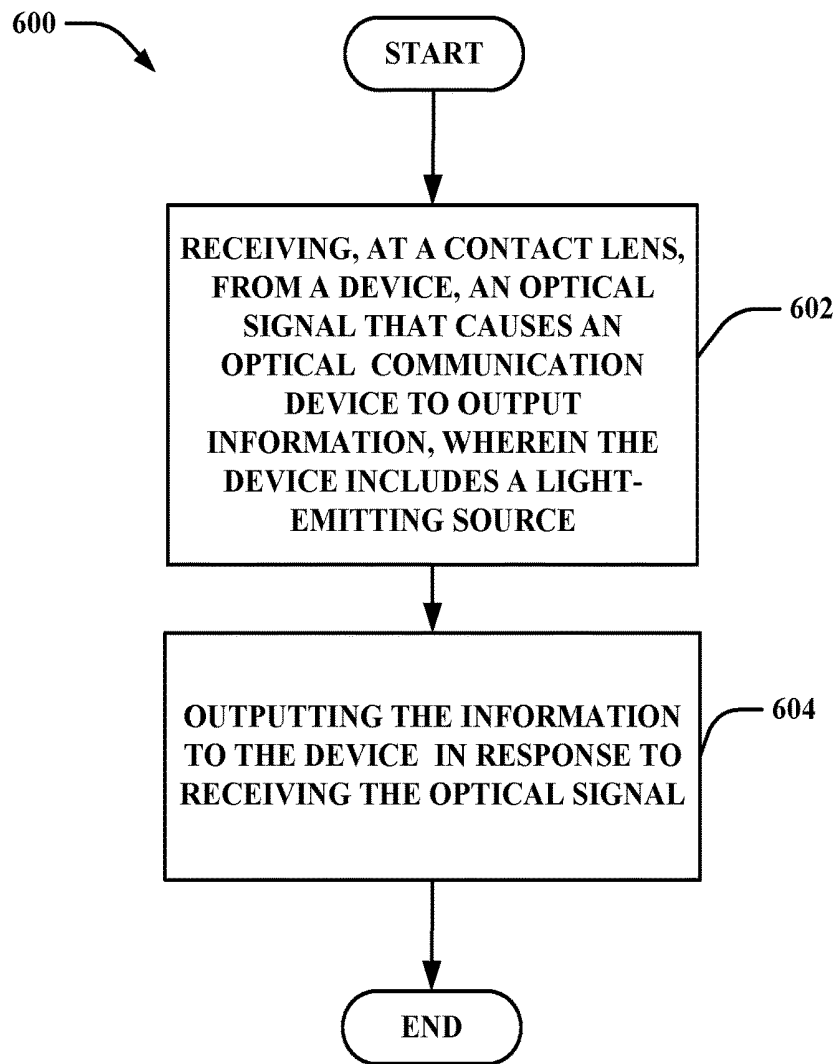 600
START
RECEIVING, AT A CONTACT LENS,
FROM A DEVICE, AN OPTICAL
SIGNAL THAT CAUSES AN
OPTICAL COMMUNICATION
DEVICE TO OUTPUT
INFORMATION, WHEREIN THE
DEVICE INCLUDES A LIGHT-
EMITTING SOURCE
602
OUTPUTTING THE INFORMATION
TO THE DEVICE IN RESPONSE TO
RECEIVING THE OPTICAL SIGNAL
604
END